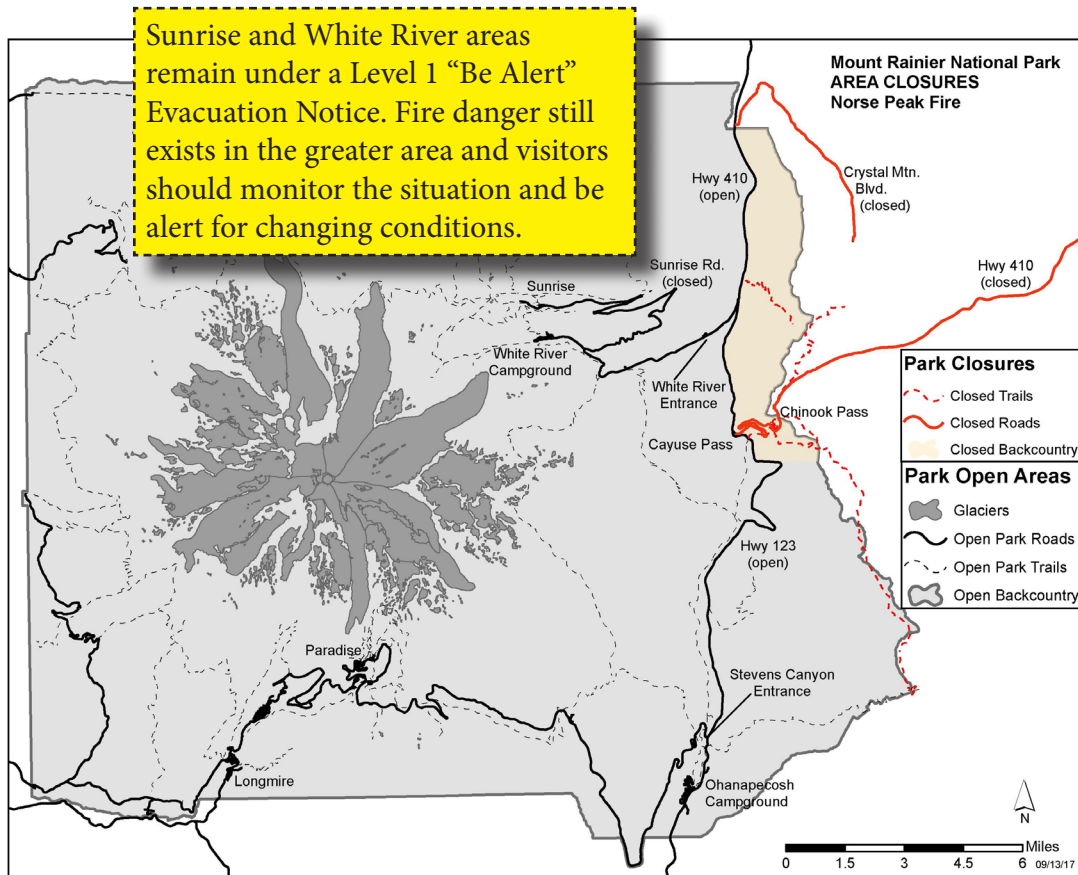 Sunrise and White River areas
remain under a Level 1 “Be Alert”
Evacuation Notice. Fire danger still
exists in the greater area and visitors
should monitor the situation and be
alert for changing conditions.
Mount Rainier National Park
AREA CLOSURES
Norse Peak Fire
Hwy 410
(open)
Crystal Mtn.
Blvd.
(closed)
Sunrise Rd.
(closed)
Sunrise
Hwy 410
(closed)
White River
Campground
White River
Entrance
Chinook Pass
Cayuse Pass
Park Closures
Closed Trails
Closed Roads
Closed Backcountry
Park Open Areas
Glaciers
Open Park Roads
Open Park Trails
Open Backcountry
Hwy 123
(open)
Paradise
Stevens Canyon
Entrance
Longmire
Ohanapecosh
Campground
N
Miles
0 1.5 3 4.5 6
09/13/17